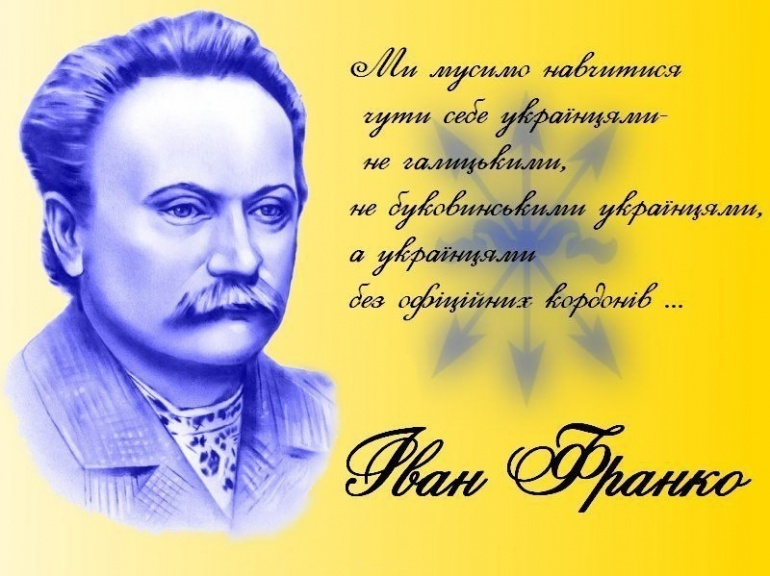 Ми мусимо навчитися
чути себе українцями-
не галицькими,
не буковинськими українцями,
а українцями
без офіційних кордонів ...
Іван Франко